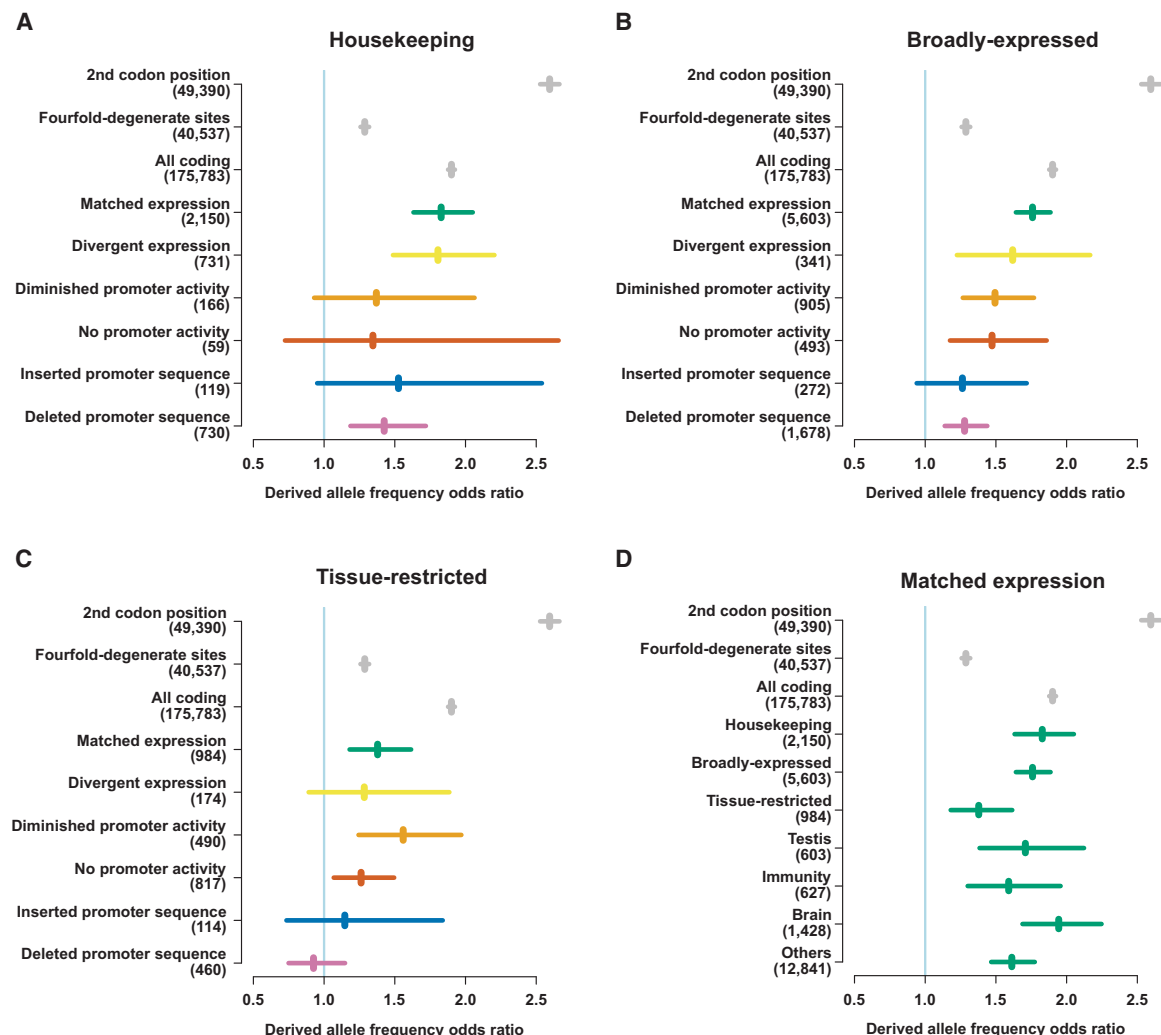 A
Housekeeping
2nd codon position
(49,390)
Fourfold-degenerate sites
(40,537)
All coding
(175,783)
Matched expression
(2,150)
Divergent expression
(731)
Diminished promoter activity
(166)
No promoter activity
(59)
Inserted promoter sequence
(119)
Deleted promoter sequence
(730)
0.5 1.0 1.5 2.0 2.5
Derived allele frequency odds ratio
B
Broadly-expressed
2nd codon position
(49,390)
Fourfold-degenerate sites
(40,537)
All coding
(175,783)
Matched expression
(5,603)
Divergent expression
(341)
Diminished promoter activity
(905)
No promoter activity
(493)
Inserted promoter sequence
(272)
Deleted promoter sequence
(1,678)
0.5 1.0 1.5 2.0 2.5
Derived allele frequency odds ratio
C
Tissue-restricted
2nd codon position
(49,390)
Fourfold-degenerate sites
(40,537)
All coding
(175,783)
Matched expression
(984)
Divergent expression
(174)
Diminished promoter activity
(490)
No promoter activity
(817)
Inserted promoter sequence
(114)
Deleted promoter sequence
(460)
0.5 1.0 1.5 2.0 2.5
Derived allele frequency odds ratio
D
Matched expression
2nd codon position
(49,390)
Fourfold-degenerate sites
(40,537)
All coding
(175,783)
Housekeeping
(2,150)
Broadly-expressed
(5,603)
Tissue-restricted
(984)
Testis
(603)
Immunity
(627)
Brain
(1,428)
Others
(12,841)
0.5 1.0 1.5 2.0 2.5
Derived allele frequency odds ratio